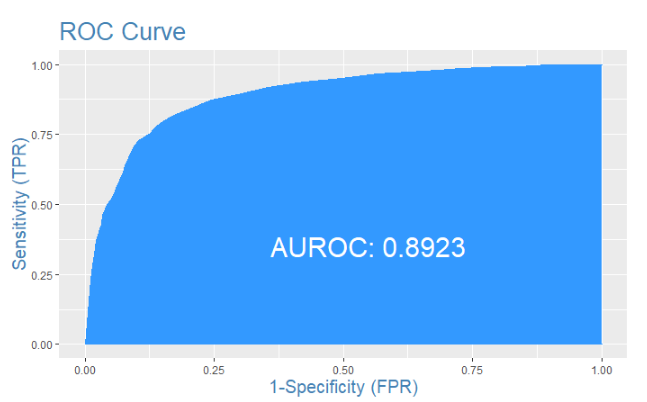 ROC Curve
Sensitivity (TPR)
1.00
0.75
0.50
0.25
0.00
AUROC: 0.8923
0.00 0.25 0.50 0.75 1.00
1-Specificity (FPR)